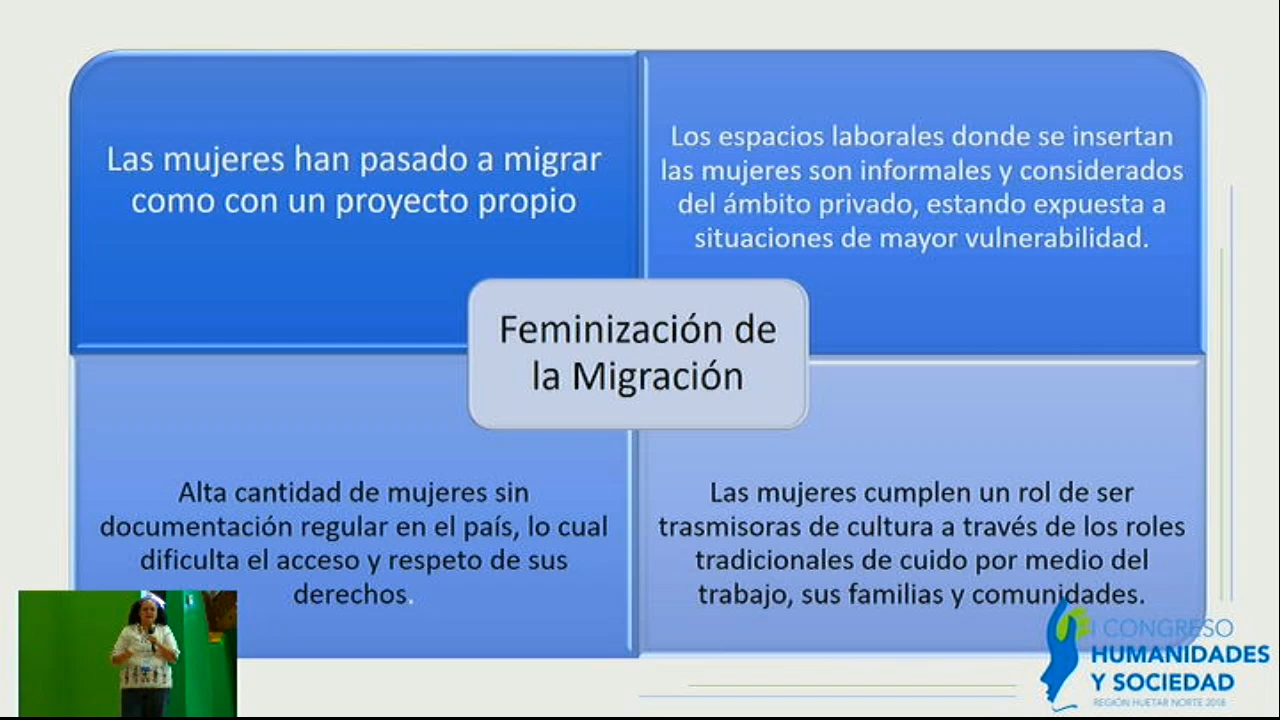 Las mujeres han pasado a migrar
como con un proyecto propio
Los espacios laborales donde se insertan
las mujeres son informales y considerados
del ámbito privado, estando expuesta a
situaciones de mayor vulnerabilidad.
Feminización de
la Migración
Alta cantidad de mujeres sin
documentación regular en el país, lo cual
dificulta el acceso y respeto de sus
derechos.
Las mujeres cumplen un rol de ser
trasmisoras de cultura a través de los roles
tradicionales de cuido por medio del
trabajo, sus familias y comunidades.
I CONGRESO
HUMANIDADES
Y SOCIEDAD
REGIÓN HUETAR NORTE 2018